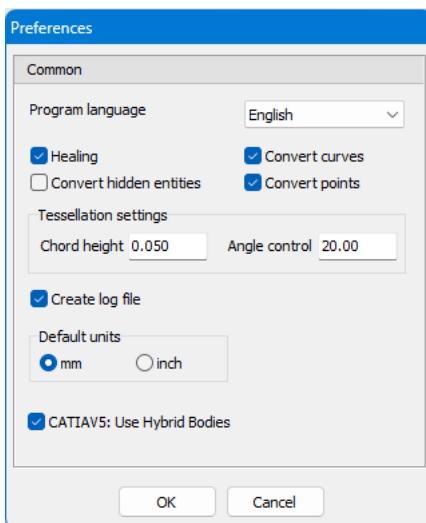 Preferences
Common
Program language English
Healing Convert curves
Convert hidden entities Convert points
Tessellation settings
Chord height 0.050 Angle control 20.00
Create log file
Default units
mm inch
CATIAV5: Use Hybrid Bodies
OK Cancel